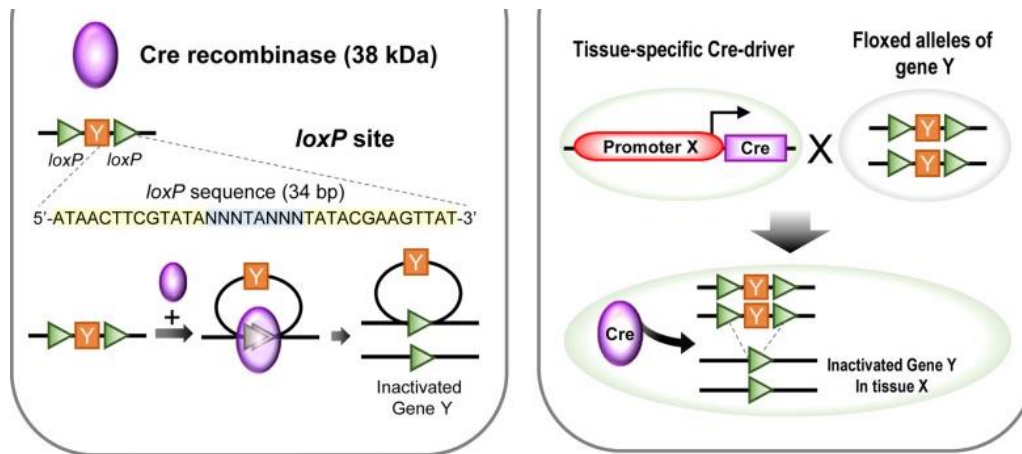 Cre recombinase (38 kDa)
Y
loxP loxP
loxP site
loxP sequence (34 bp)
5'-ATAACTTCGTATANNNTANNNTATACGAAGTTAT-3'
Y
+
Y
Y
Inactivated
Gene Y
Tissue-specific Cre-driver
Floxed alleles of
gene Y
Promoter X
Cre
X
Y
Y
Y
Y
Cre
Inactivated Gene Y
In tissue X